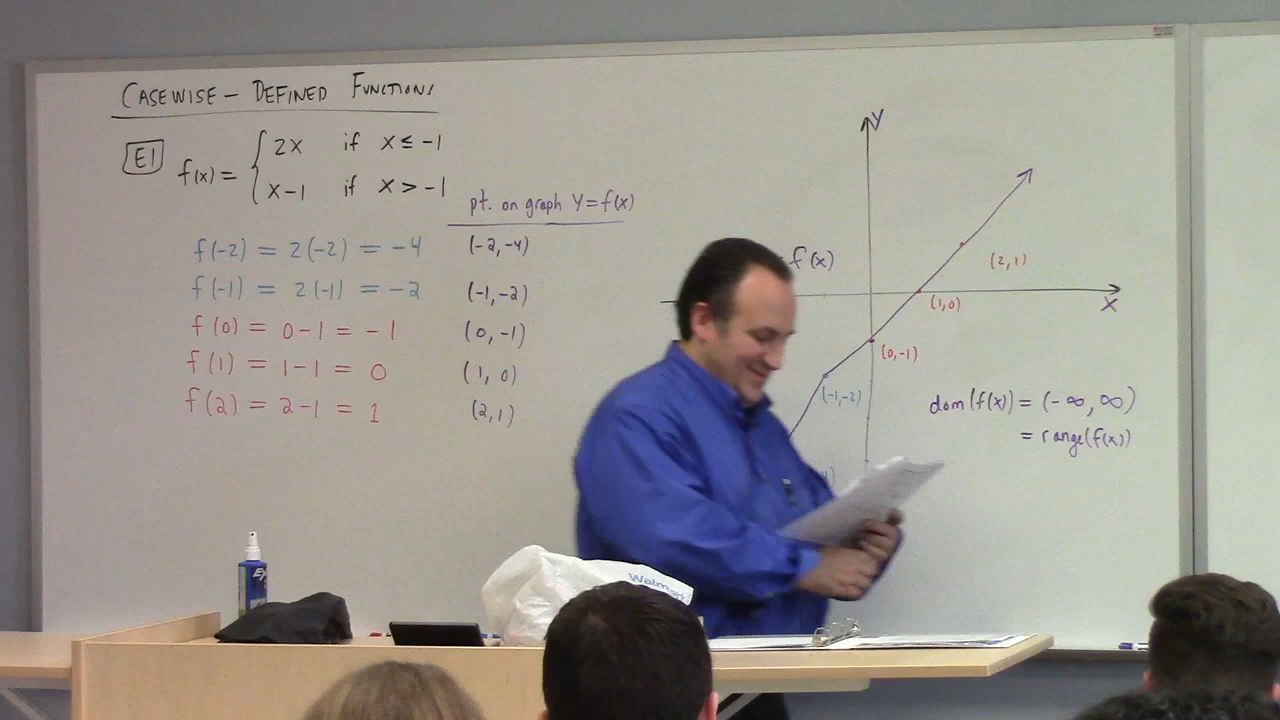 CASEWISE – DEFINED FUNCTIONS
E1 f(x) = { 2x if x ≤ -1
x-1 if x > -1
pt. on graph Y = f(x)
f(-2) = 2(-2) = -4 (-2,-4)
f(-1) = 2(-1) = -2 (-1,-2)
f(0) = 0-1 = -1 (0,-1)
f(1) = 1-1 = 0 (1, 0)
f(2) = 2-1 = 1 (2,1)
Y
f(x)
(2,1)
X
(1,0)
(0,-1)
(-1,-2)
dom(f(x)) = (-∞, ∞)
= range(f(x))
Walmart